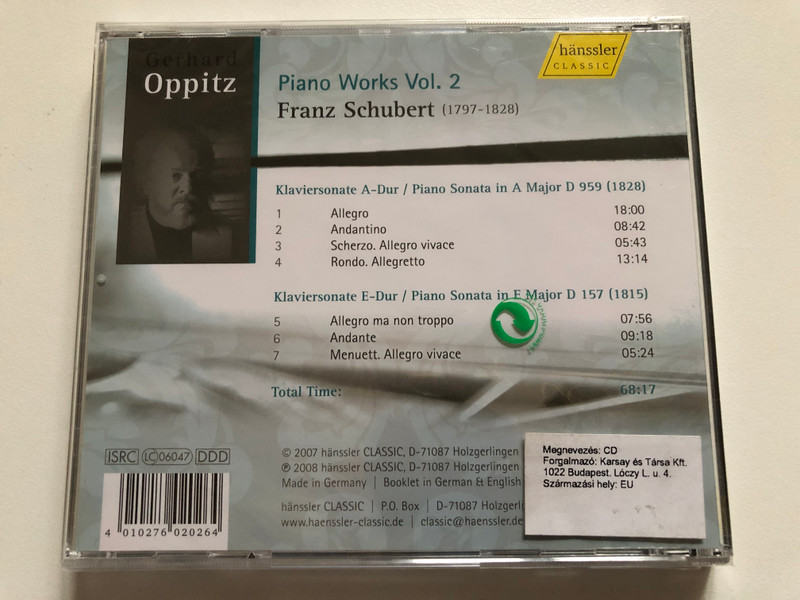 Gerhard
Oppitz
hänssler
CLASSIC
Piano Works Vol. 2
Franz Schubert (1797-1828)
Klaviersonate A-Dur / Piano Sonata in A Major D 959 (1828)
1 Allegro 18:00
2 Andantino 08:42
3 Scherzo. Allegro vivace 05:43
4 Rondo. Allegretto 13:14
Klaviersonate E-Dur / Piano Sonata in E Major D 157 (1815)
5 Allegro ma non troppo 07:56
6 Andante 09:18
7 Menuett. Allegro vivace 05:24
Total Time: 68:17
ISRC LC 06047 DDD
© 2007 hänssler CLASSIC, D-71087 Holzgerlingen
℗ 2008 hänssler CLASSIC, D-71087 Holzgerlingen
Made in Germany | Booklet in German & English
hänssler CLASSIC | P.O. Box | D-71087 Holzgerlin
www.haenssler-classic.de | classic@haenssler.de
4 010276 020264
Megnevezés: CD
Forgalmazó: Karsay és Társa Kft.
1022 Budapest. Lóczy L. u. 4.
Származási hely: EU